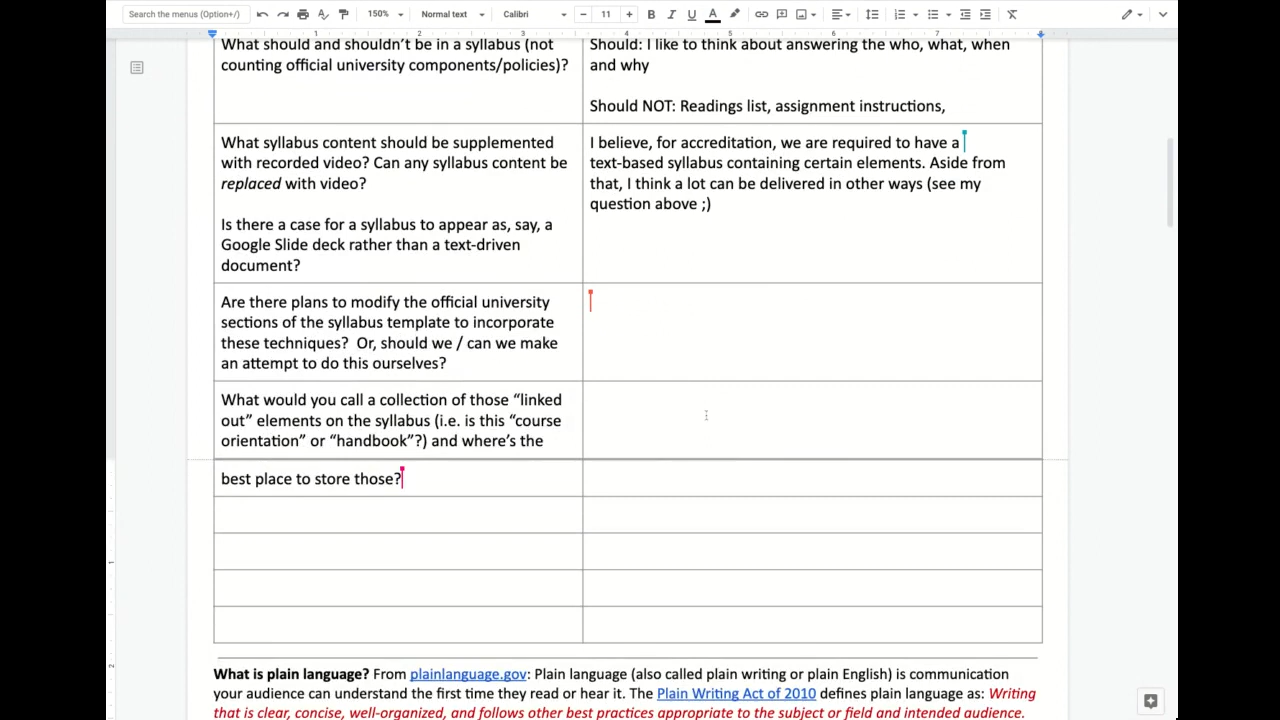 Search the menus (Option+/)
150%
Normal text
Calibri
11
B I U A
1 2 3 4 5 6 7 8
What should and shouldn't be in a syllabus (not
counting official university components/policies)?
Should: I like to think about answering the who, what, when
and why
Should NOT: Readings list, assignment instructions,
What syllabus content should be supplemented
with recorded video? Can any syllabus content be
replaced with video?
Is there a case for a syllabus to appear as, say, a
Google Slide deck rather than a text-driven
document?
I believe, for accreditation, we are required to have a
text-based syllabus containing certain elements. Aside from
that, I think a lot can be delivered in other ways (see my
question above ;)
Are there plans to modify the official university
sections of the syllabus template to incorporate
these techniques?  Or, should we / can we make
an attempt to do this ourselves?
What would you call a collection of those “linked
out” elements on the syllabus (i.e. is this “course
orientation” or “handbook”?) and where's the
best place to store those?
1
2
What is plain language? From plainlanguage.gov: Plain language (also called plain writing or plain English) is communication
your audience can understand the first time they read or hear it. The Plain Writing Act of 2010 defines plain language as: Writing
that is clear, concise, well-organized, and follows other best practices appropriate to the subject or field and intended audience.